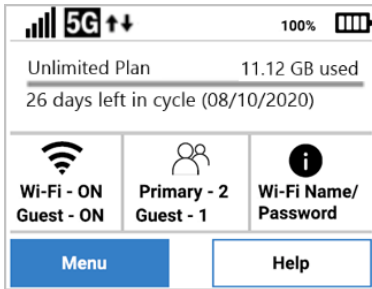 5G 100%
Unlimited Plan 11.12 GB used
26 days left in cycle (08/10/2020)
Wi-Fi - ON Primary - 2 Wi-Fi Name/
Guest - ON Guest - 1 Password
Menu Help